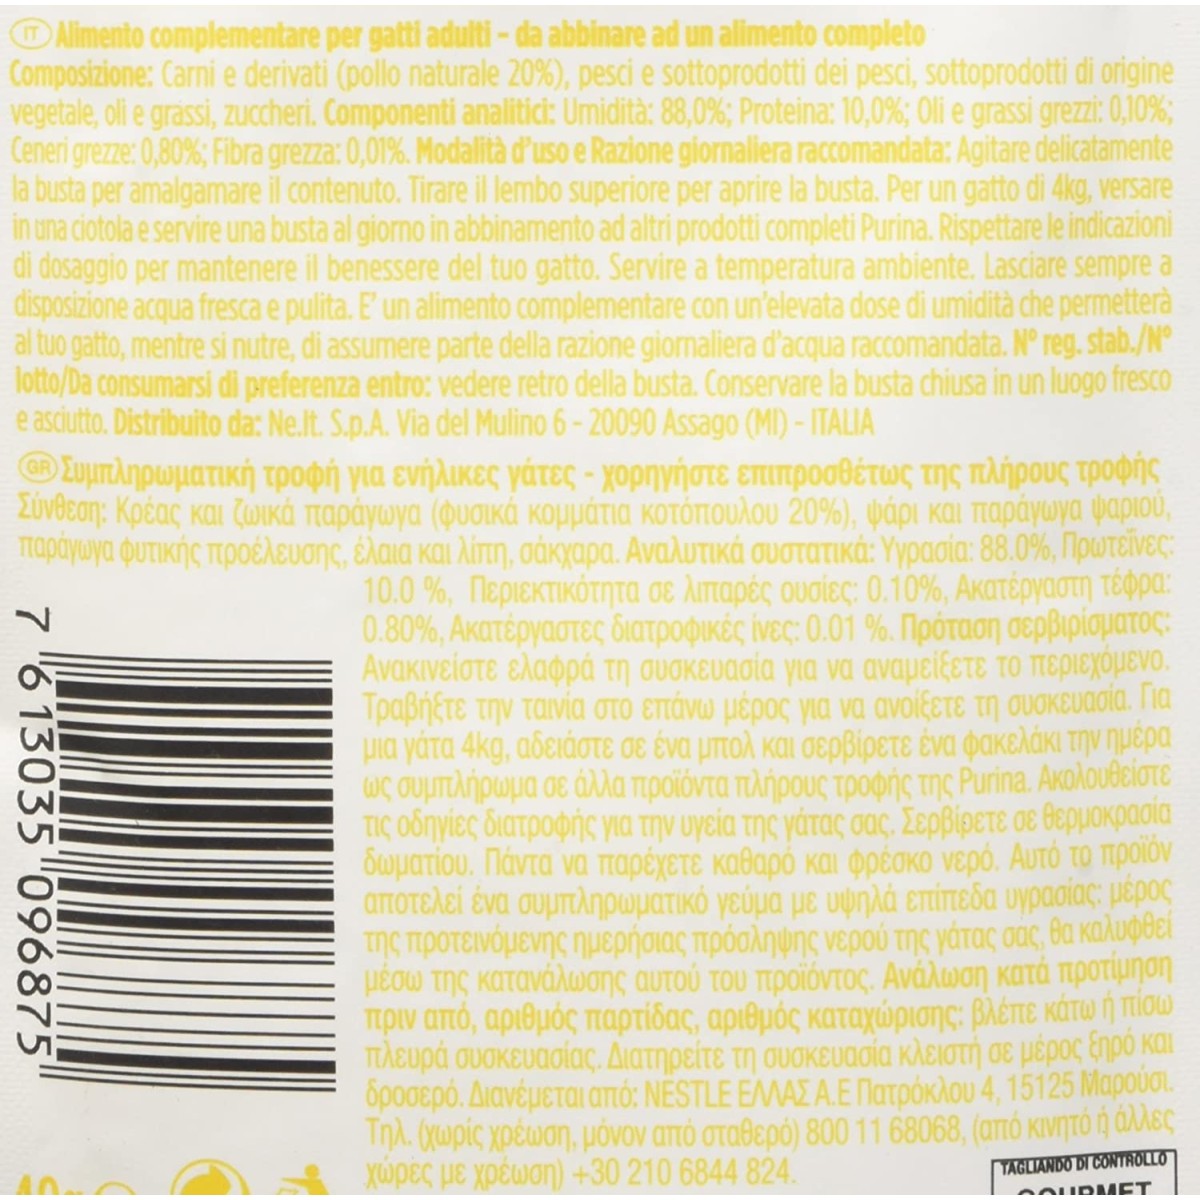 IT Alimento complementare per gatti adulti - da abbinare ad un alimento completo
Composizione: Carni e derivati (pollo naturale 20%), pesci e sottoprodotti dei pesci, sottoprodotti di origine
vegetale, oli e grassi, zuccheri. Componenti analitici: Umidità: 88,0%; Proteina: 10,0%; Oli e grassi grezzi: 0,10%;
Ceneri grezze: 0,80%; Fibra grezza: 0,01%. Modalità d'uso e Razione giornaliera raccomandata: Agitare delicatamente
la busta per amalgamare il contenuto. Tirare il lembo superiore per aprire la busta. Per un gatto di 4kg, versare
in una ciotola e servire una busta al giorno in abbinamento ad altri prodotti completi Purina. Rispettare le indicazioni
di dosaggio per mantenere il benessere del tuo gatto. Servire a temperatura ambiente. Lasciare sempre a
disposizione acqua fresca e pulita. E' un alimento complementare con un'elevata dose di umidità che permetterà
al tuo gatto, mentre si nutre, di assumere parte della razione giornaliera d'acqua raccomandata. N° reg. stab./N°
lotto/Da consumarsi di preferenza entro: vedere retro della busta. Conservare la busta chiusa in un luogo fresco
e asciutto. Distribuito da: Ne.It. S.p.A. Via del Mulino 6 - 20090 Assago (MI) - ITALIA
GR Συμπληρωματική τροφή για ενήλικες γάτες - χορηγήστε επιπροσθέτως της πλήρους τροφής
Σύνθεση: Κρέας και ζωικά παράγωγα (φυσικά κομμάτια κοτόπουλου 20%), ψάρι και παράγωγα ψαριού,
παράγωγα φυτικής προέλευσης, έλαια και λίπη, σάκχαρα. Αναλυτικά συστατικά: Υγρασία: 88.0%, Πρωτεΐνες:
10.0 %, Περιεκτικότητα σε λιπαρές ουσίες: 0.10%, Ακατέργαστη τέφρα:
0.80%, Ακατέργαστες διατροφικές ίνες: 0.01 %. Πρόταση σερβιρίσματος:
Ανακινείστε ελαφρά τη συσκευασία για να αναμείξετε το περιεχόμενο.
Τραβήξτε την ταινία στο επάνω μέρος για να ανοίξετε τη συσκευασία. Για
μια γάτα 4kg, αδειάστε σε ένα μπολ και σερβίρετε ένα φακελάκι την ημέρα
ως συμπλήρωμα σε άλλα προϊόντα πλήρους τροφής της Purina. Ακολουθείστε
τις οδηγίες διατροφής για την υγεία της γάτας σας. Σερβίρετε σε θερμοκρασία
δωματίου. Πάντα να παρέχετε καθαρό και φρέσκο νερό. Αυτό το προϊόν
αποτελεί ένα συμπληρωματικό γεύμα με υψηλά επίπεδα υγρασίας: μέρος
της προτεινόμενης ημερήσιας πρόσληψης νερού της γάτας σας, θα καλυφθεί
μέσω της κατανάλωσης αυτού του προϊόντος. Ανάλωση κατά προτίμηση
πριν από, αριθμός παρτίδας, αριθμός καταχώρισης: βλέπε κάτω ή πίσω
πλευρά συσκευασίας. Διατηρείτε τη συσκευασία κλειστή σε μέρος ξηρό και
δροσερό. Διανέμεται από: NESTLE ΕΛΛΑΣ Α.Ε Πατρόκλου 4, 15125 Μαρούσι.
Τηλ. (χωρίς χρέωση, μόνον από σταθερό) 800 11 68068, (από κινητό ή άλλες
χώρες με χρέωση) +30 210 6844 824.
7 613035 096875
40g
TAGLIANDO DI CONTROLLO
GOURMET